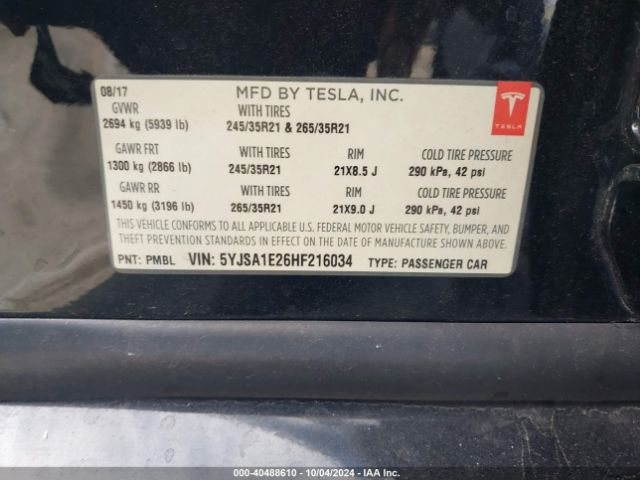 08/17 MFD BY TESLA, INC.
GVWR WITH TIRES
2694 kg (5939 lb) 245/35R21 & 265/35R21
TESLA
GAWR FRT WITH TIRES RIM COLD TIRE PRESSURE
1300 kg (2866 lb) 245/35R21 21X8.5 J 290 kPa, 42 psi
GAWR RR WITH TIRES RIM COLD TIRE PRESSURE
1450 kg (3196 lb) 265/35R21 21X9.0 J 290 kPa, 42 psi
THIS VEHICLE CONFORMS TO ALL APPLICABLE U.S. FEDERAL MOTOR VEHICLE SAFETY, BUMPER, AND
THEFT PREVENTION STANDARDS IN EFFECT ON THE DATE OF MANUFACTURE SHOWN ABOVE.
PNT: PMBL VIN: 5YJSA1E26HF216034 TYPE: PASSENGER CAR
000-40488610 - 10/04/2024 - IAA Inc.